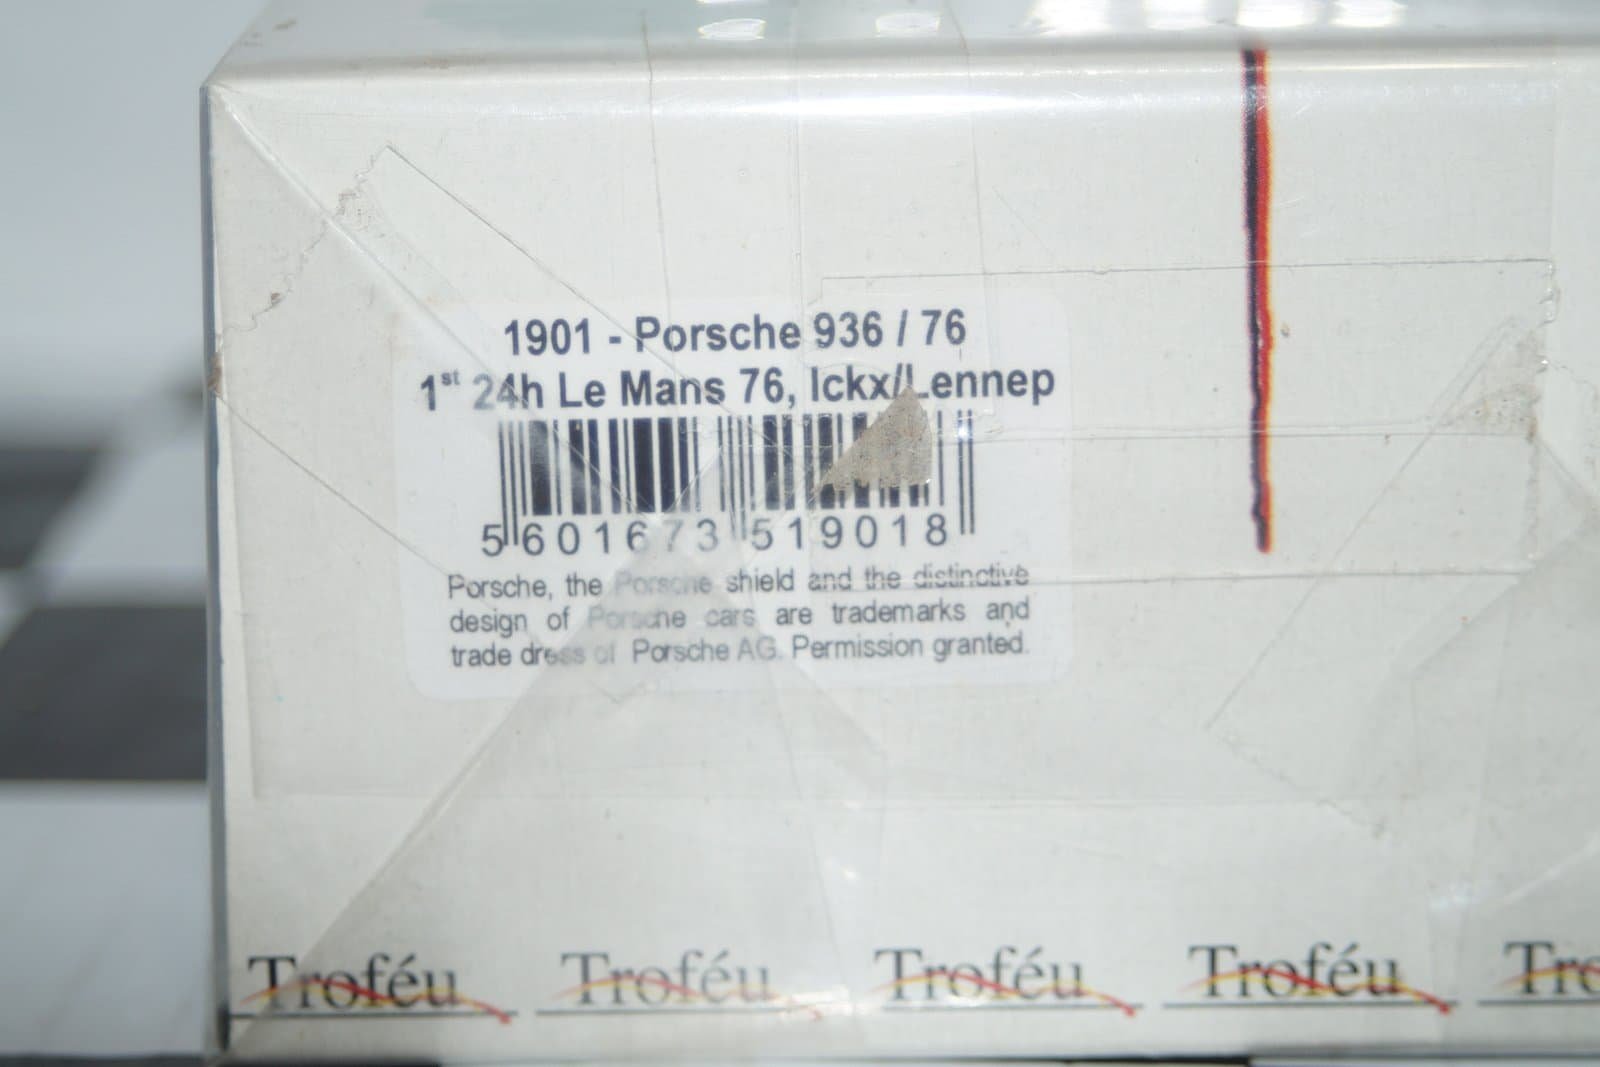 1901 - Porsche 936 / 76
1st 24h Le Mans 76, Ickx/Lennep
5 601673 519018
Porsche, the Porsche shield and the distinctive
design of Porsche cars are trademarks and
trade dress of Porsche AG. Permission granted.
Troféu Troféu Troféu Troféu Tro